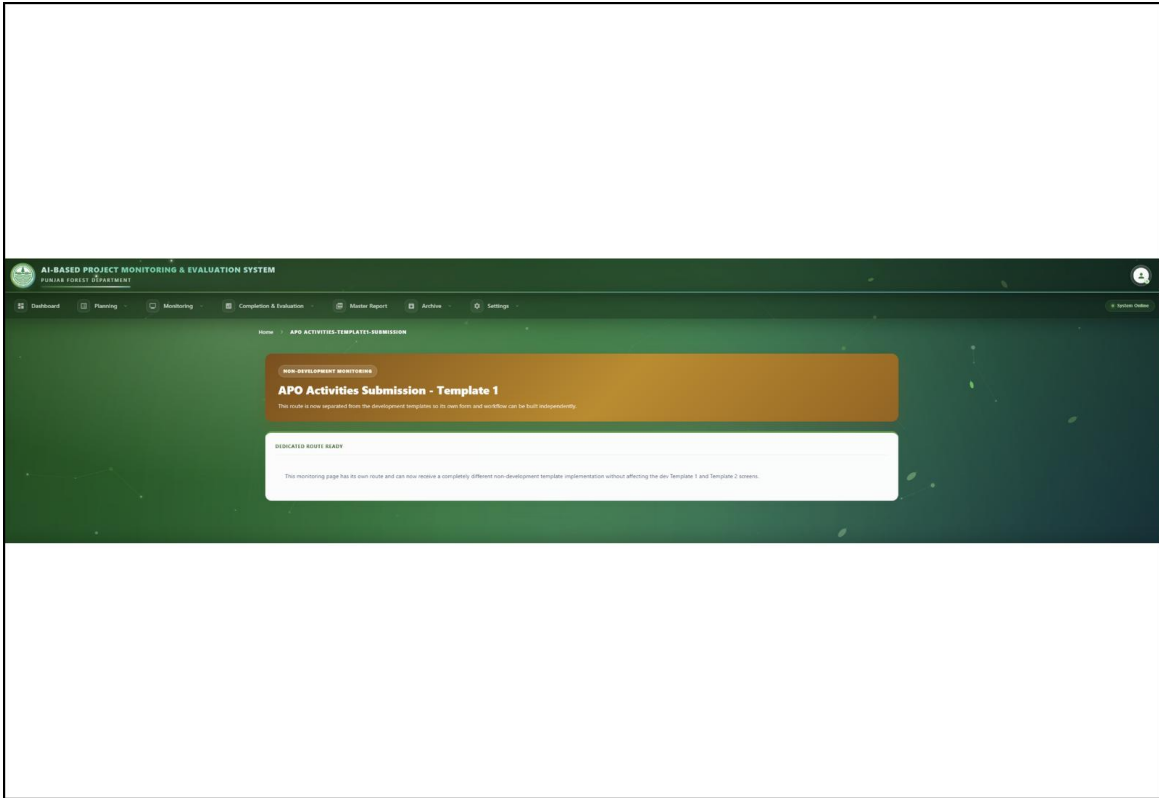 AI-BASED PROJECT MONITORING & EVALUATION SYSTEM
PUNJAB FOREST DEPARTMENT
Dashboard Planning Monitoring Completion & Evaluation Master Report Archive Settings System Online
Home > APO ACTIVITIES-TEMPLATE1-SUBMISSION
NON-DEVELOPMENT MONITORING
APO Activities Submission - Template 1
This route is now separated from the development templates so its own form and workflow can be built independently.
DEDICATED ROUTE READY
This monitoring page has its own route and can now receive a completely different non-development template implementation without affecting the dev Template 1 and Template 2 screens.